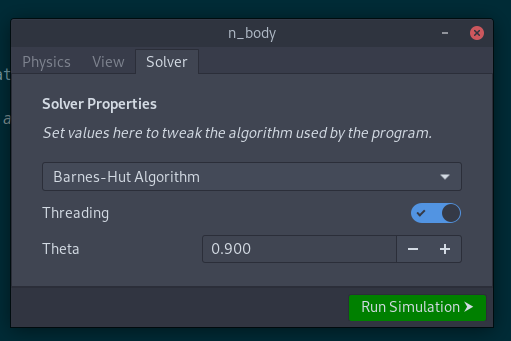 n_body
Physics View Solver
Solver Properties
Set values here to tweak the algorithm used by the program.
Barnes-Hut Algorithm
Threading
Theta 0.900
Run Simulation